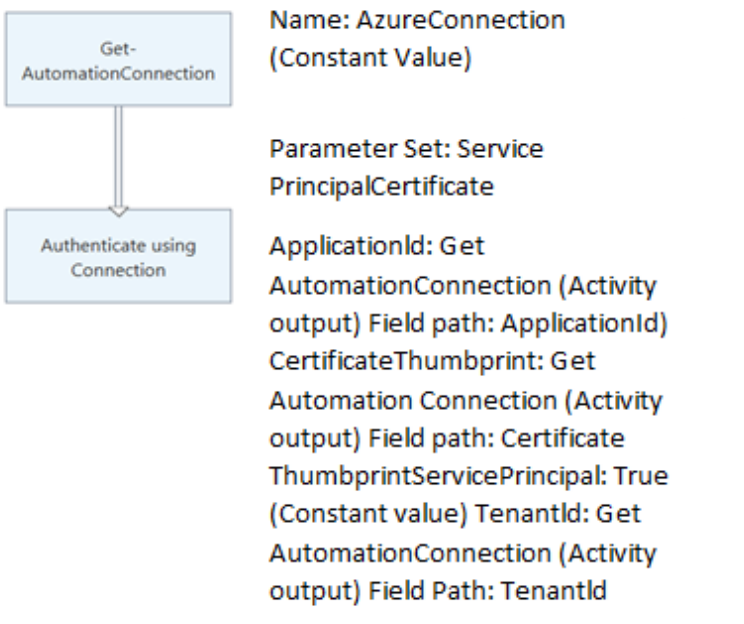 Get-
AutomationConnection
Name: AzureConnection
(Constant Value)
Parameter Set: Service
PrincipalCertificate
Authenticate using
Connection
ApplicationId: Get
AutomationConnection (Activity
output) Field path: ApplicationId)
CertificateThumbprint: Get
Automation Connection (Activity
output) Field path: Certificate
ThumbprintServicePrincipal: True
(Constant value) TenantId: Get
AutomationConnection (Activity
output) Field Path: TenantId